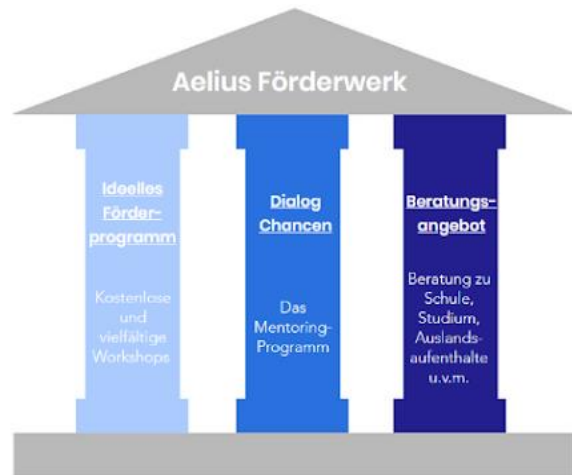 Aelius Förderwerk
Ideelles
Förder-
programm
Kostenlose
und
vielfältige
Workshops
Dialog
Chancen
Das
Mentoring-
Programm
Beratungs-
angebot
Beratung zu
Schule,
Studium,
Auslands-
aufenthalte
u.v.m.